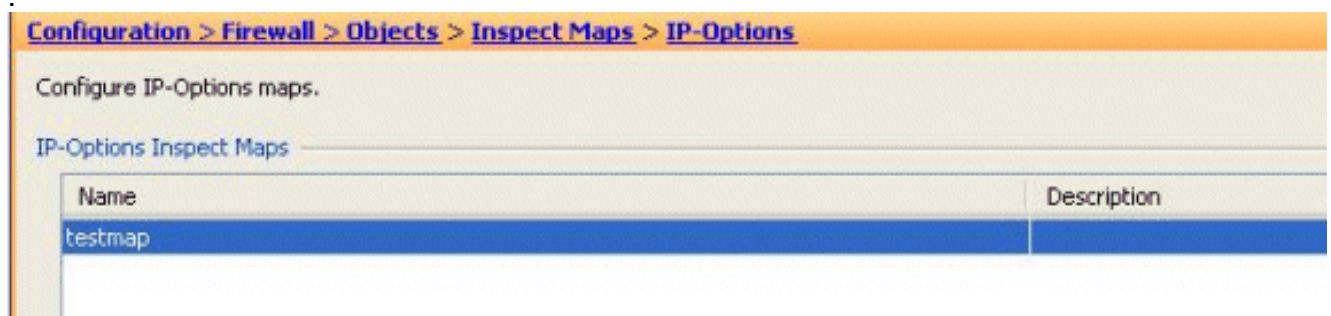 Configuration > Firewall > Objects > Inspect Maps > IP-Options
Configure IP-Options maps.
IP-Options Inspect Maps
Name Description
testmap